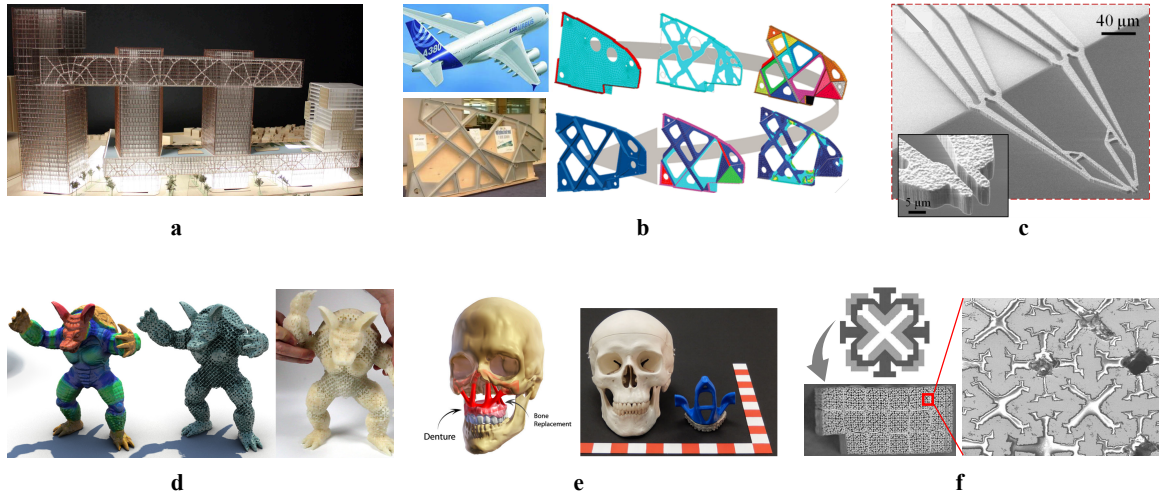 A380
AIRBUS
40 µm
5 µm
a
b
c
Denture
Bone
Replacement
d
e
f